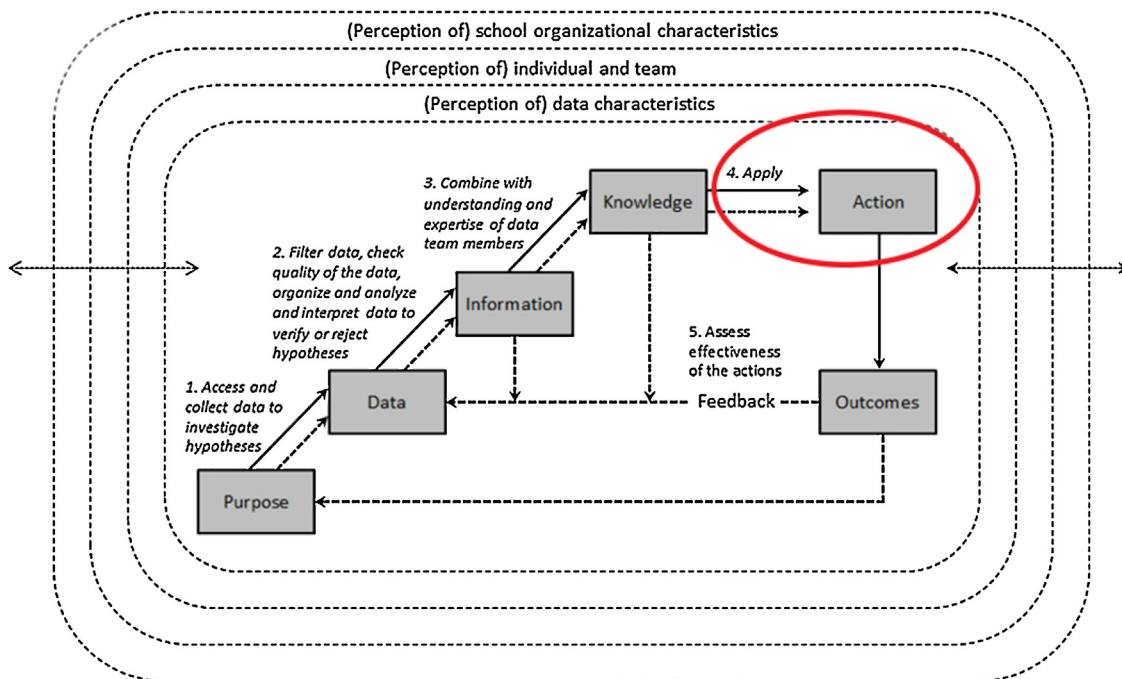 (Perception of) school organizational characteristics
(Perception of) individual and team
(Perception of) data characteristics
3. Combine with
understanding and
expertise of data
team members
Knowledge
4. Apply
Action
2. Filter data, check
quality of the data,
organize and analyze
and interpret data to
verify or reject
hypotheses
Information
1. Access and
collect data to
investigate
hypotheses
Data
5. Assess
effectiveness
of the actions
Feedback
Outcomes
Purpose